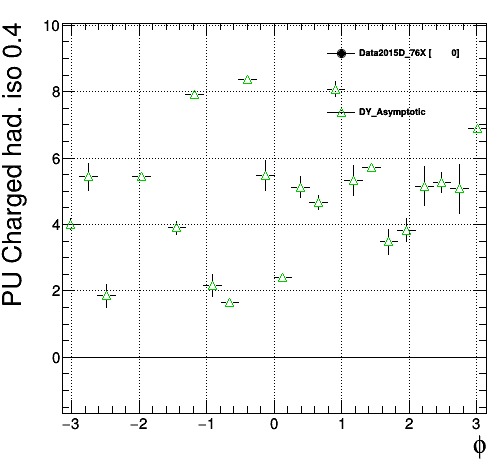 PU Charged had. iso 0.4
10
8
6
4
2
0
Data2015D_76X [ 0]
DY_Asymptotic
−3 −2 −1 0 1 2 3
ϕ